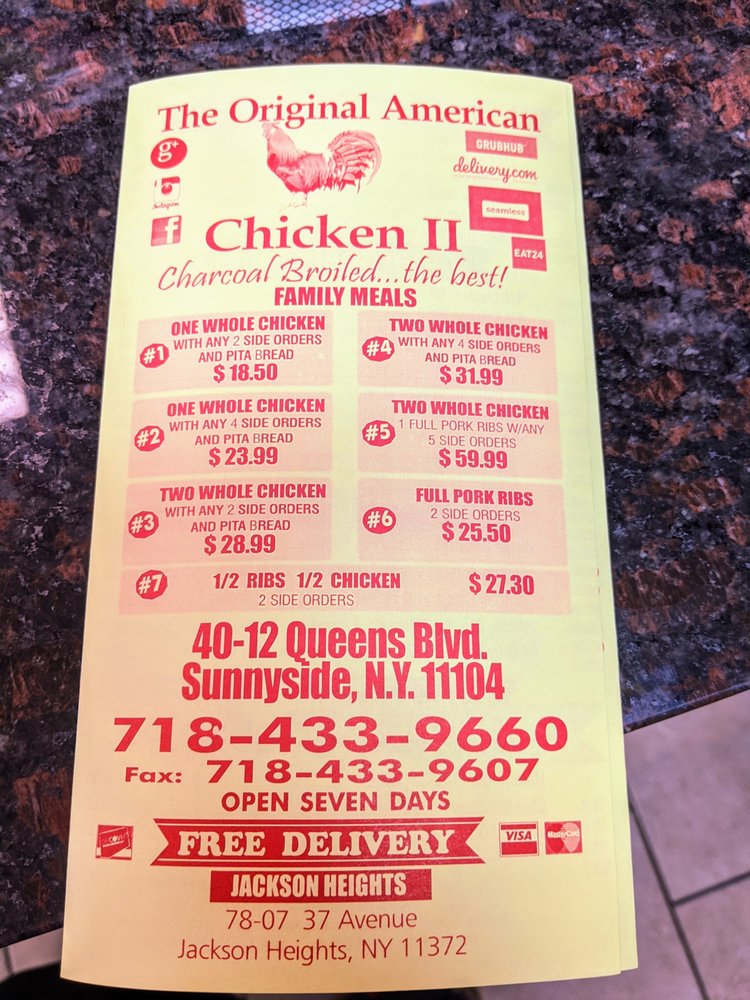 The Original American
g+
GRUBHUB
delivery.com
Instagram
seamless
f
Chicken II
EAT24
Charcoal Broiled...the best!
FAMILY MEALS
#1
ONE WHOLE CHICKEN
WITH ANY 2 SIDE ORDERS
AND PITA BREAD
$ 18.50
#4
TWO WHOLE CHICKEN
WITH ANY 4 SIDE ORDERS
AND PITA BREAD
$ 31.99
#2
ONE WHOLE CHICKEN
WITH ANY 4 SIDE ORDERS
AND PITA BREAD
$ 23.99
#5
TWO WHOLE CHICKEN
1 FULL PORK RIBS W/ANY
5 SIDE ORDERS
$ 59.99
#3
TWO WHOLE CHICKEN
WITH ANY 2 SIDE ORDERS
AND PITA BREAD
$ 28.99
#6
FULL PORK RIBS
2 SIDE ORDERS
$ 25.50
#7 1/2 RIBS 1/2 CHICKEN $ 27.30
2 SIDE ORDERS
40-12 Queens Blvd.
Sunnyside, N.Y. 11104
718-433-9660
Fax: 718-433-9607
OPEN SEVEN DAYS
FREE DELIVERY
VISA
MasterCard
JACKSON HEIGHTS
78-07 37 Avenue
Jackson Heights, NY 11372